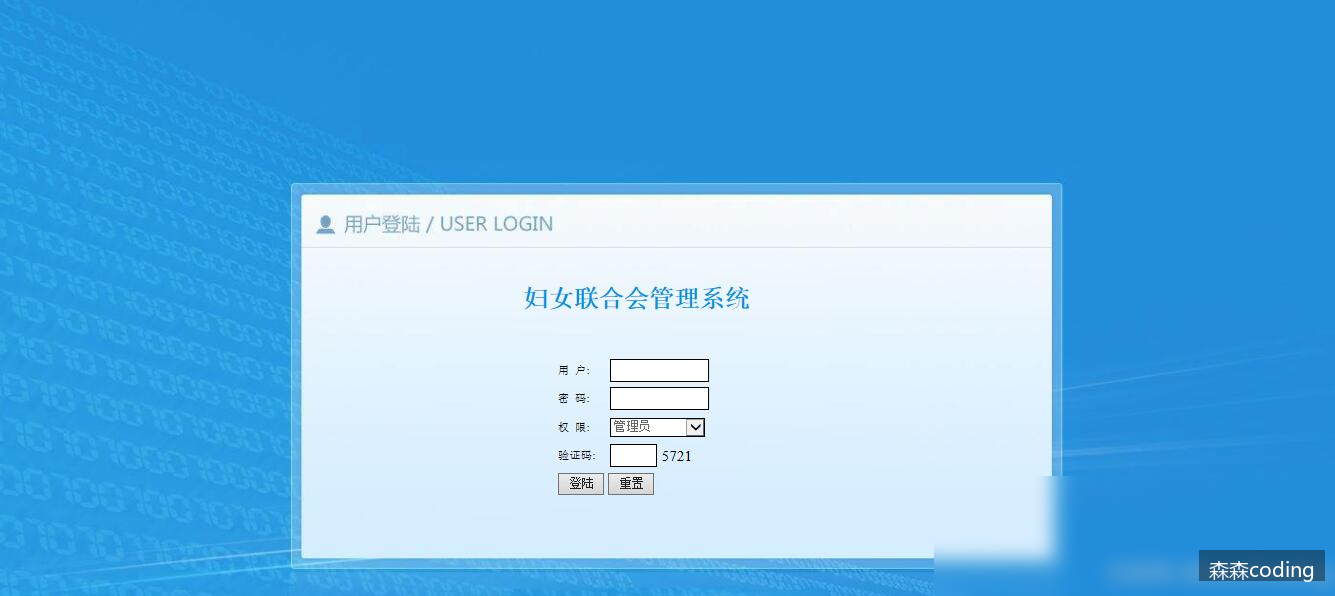 用户登陆 / USER LOGIN
妇女联合会管理系统
用 户:
密 码:
权 限: 管理员
验证码: 5721
登陆 重置
森森coding